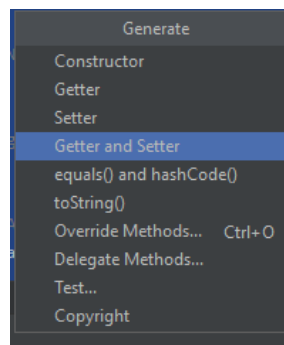 Generate
Constructor
Getter
Setter
Getter and Setter
equals() and hashCode()
toString()
Override Methods... Ctrl+O
Delegate Methods...
Test...
Copyright